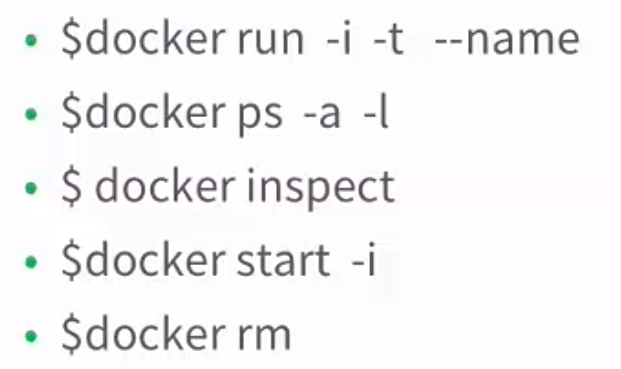 • $docker run -i -t --name
• $docker ps -a -l
• $ docker inspect
• $docker start -i
• $docker rm